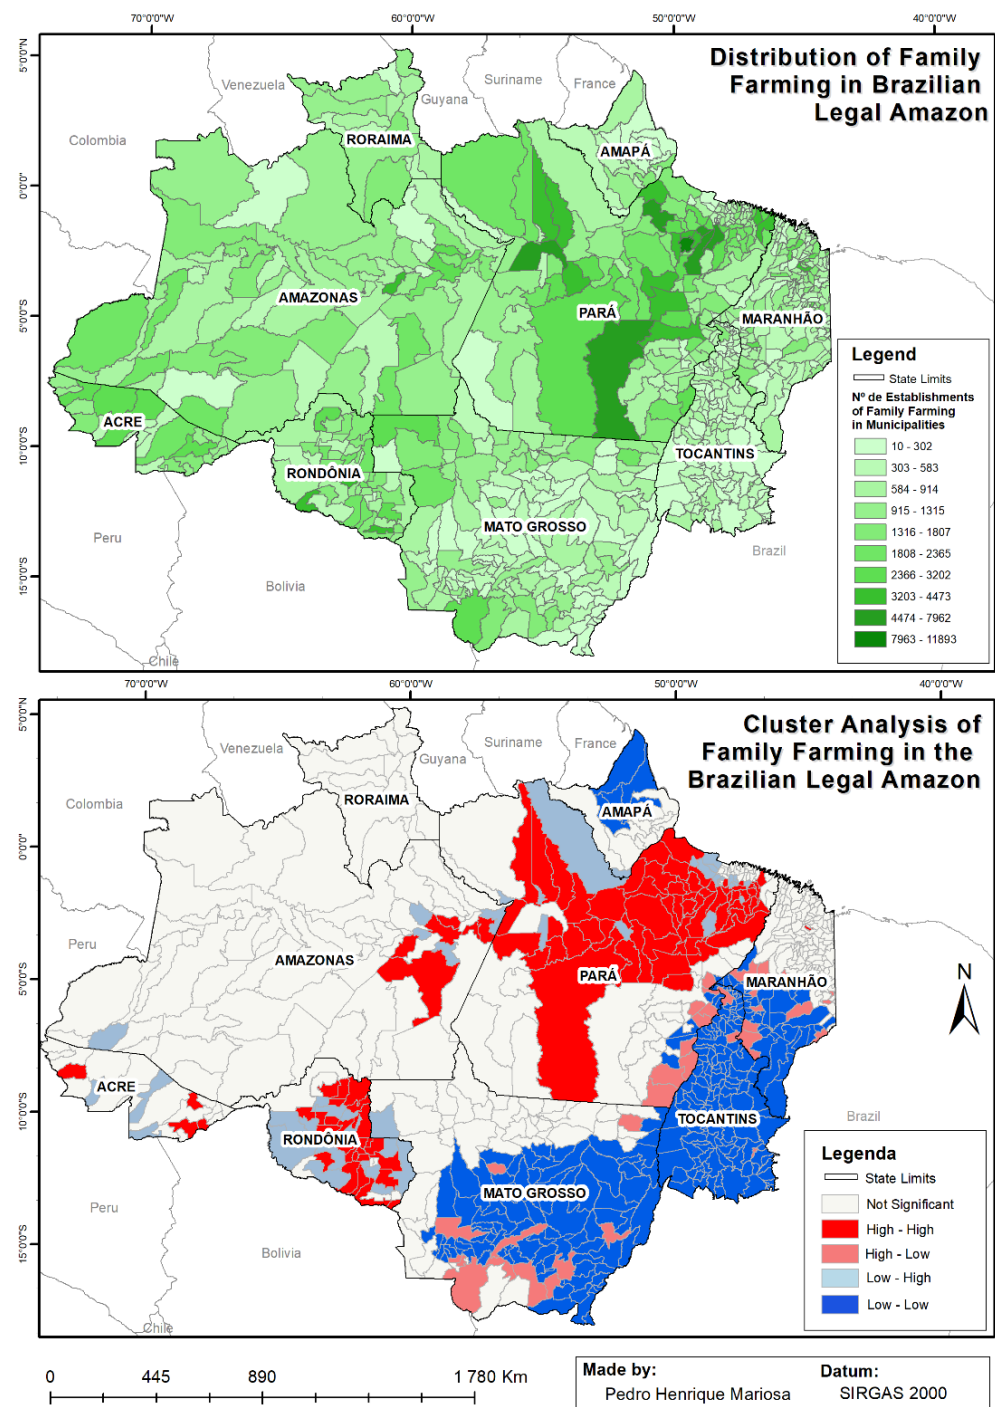 70°0'0"W 60°0'0"W 50°0'0"W 40°0'0"W
Distribution of Family
Farming in Brazilian
Legal Amazon
5°0'0"N
0°0'0"
5°0'0"S
10°0'0"S
15°0'0"S
Venezuela
Suriname
France
Guyana
Colombia
RORAIMA
AMAPÁ
AMAZONAS
PARÁ
MARANHÃO
ACRE
RONDÔNIA
TOCANTINS
MATO GROSSO
Peru
Bolivia
Brazil
Chile
Legend
State Limits
Nº de Establishments
of Family Farming
in Municipalities
10 - 302
303 - 583
584 - 914
915 - 1315
1316 - 1807
1808 - 2365
2366 - 3202
3203 - 4473
4474 - 7962
7963 - 11893
70°0'0"W 60°0'0"W 50°0'0"W 40°0'0"W
Cluster Analysis of
Family Farming in the
Brazilian Legal Amazon
5°0'0"N
0°0'0"
5°0'0"S
10°0'0"S
15°0'0"S
Venezuela
Suriname
France
Guyana
Colombia
RORAIMA
AMAPÁ
Peru
AMAZONAS
PARÁ
MARANHÃO
N
ACRE
RONDÔNIA
TOCANTINS
Brazil
MATO GROSSO
Peru
Bolivia
Chile
Legenda
State Limits
Not Significant
High - High
High - Low
Low - High
Low - Low
0 445 890 1 780 Km
Made by:
Pedro Henrique Mariosa
Datum:
SIRGAS 2000